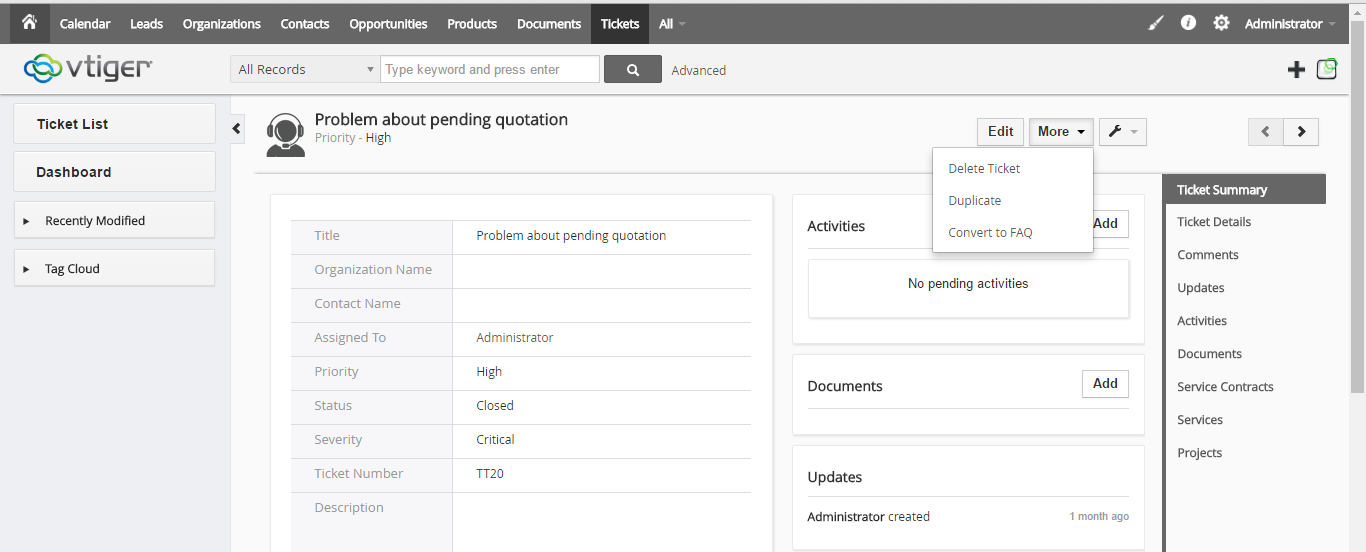 Calendar Leads Organizations Contacts Opportunities Products Documents Tickets All Administrator
vtiger All Records Type keyword and press enter Advanced
Ticket List
Dashboard
Recently Modified
Tag Cloud
Problem about pending quotation
Priority - High
Edit More
Delete Ticket
Duplicate
Convert to FAQ
Title Problem about pending quotation
Organization Name
Contact Name
Assigned To Administrator
Priority High
Status Closed
Severity Critical
Ticket Number TT20
Description
Activities Add
No pending activities
Documents Add
Updates
Administrator created 1 month ago
Ticket Summary
Ticket Details
Comments
Updates
Activities
Documents
Service Contracts
Services
Projects